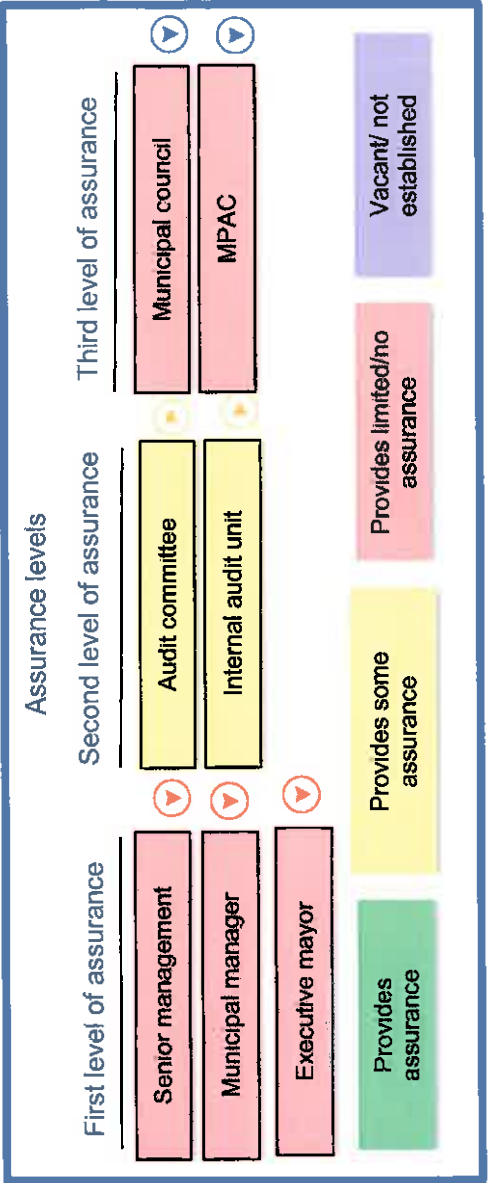 Assurance levels
First level of assurance
Second level of assurance
Third level of assurance
Senior management
Municipal manager
Executive mayor
Audit committee
Internal audit unit
Municipal council
MPAC
Provides
assurance
Provides some
assurance
Provides limited/no
assurance
Vacant/ not
established